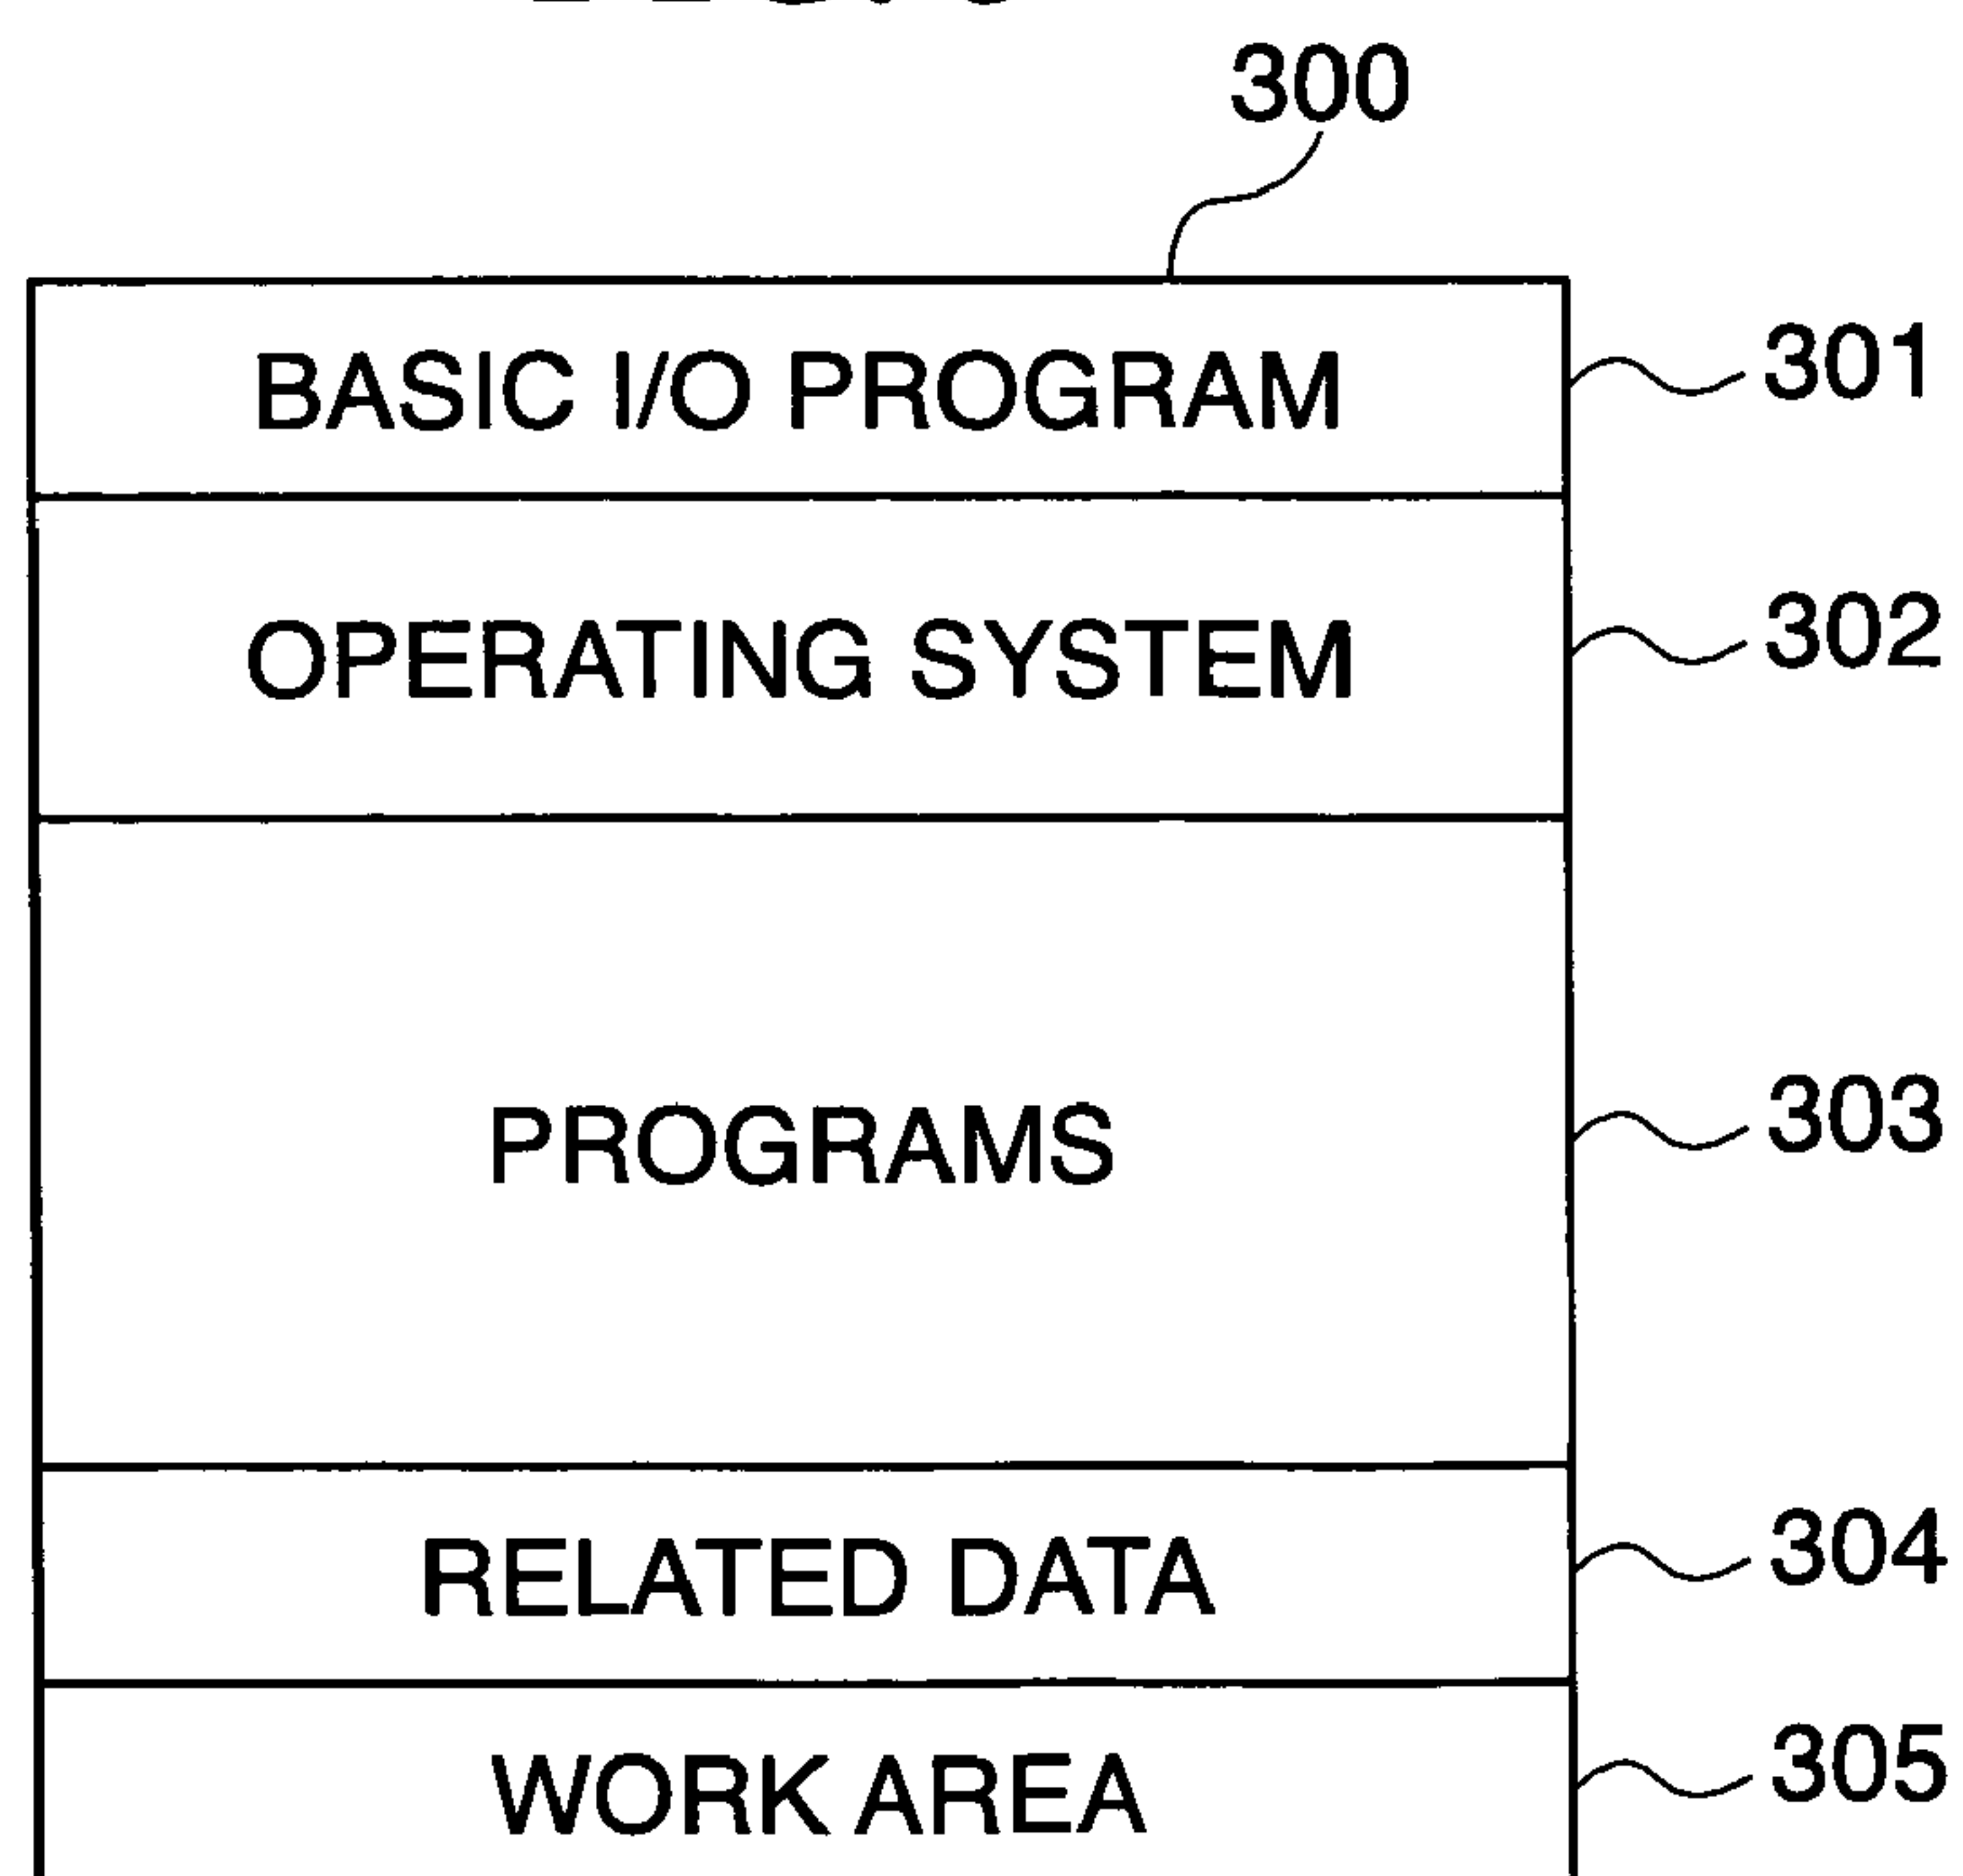 300
BASIC I/O PROGRAM 301
OPERATING SYSTEM 302
PROGRAMS 303
RELATED DATA 304
WORK AREA 305